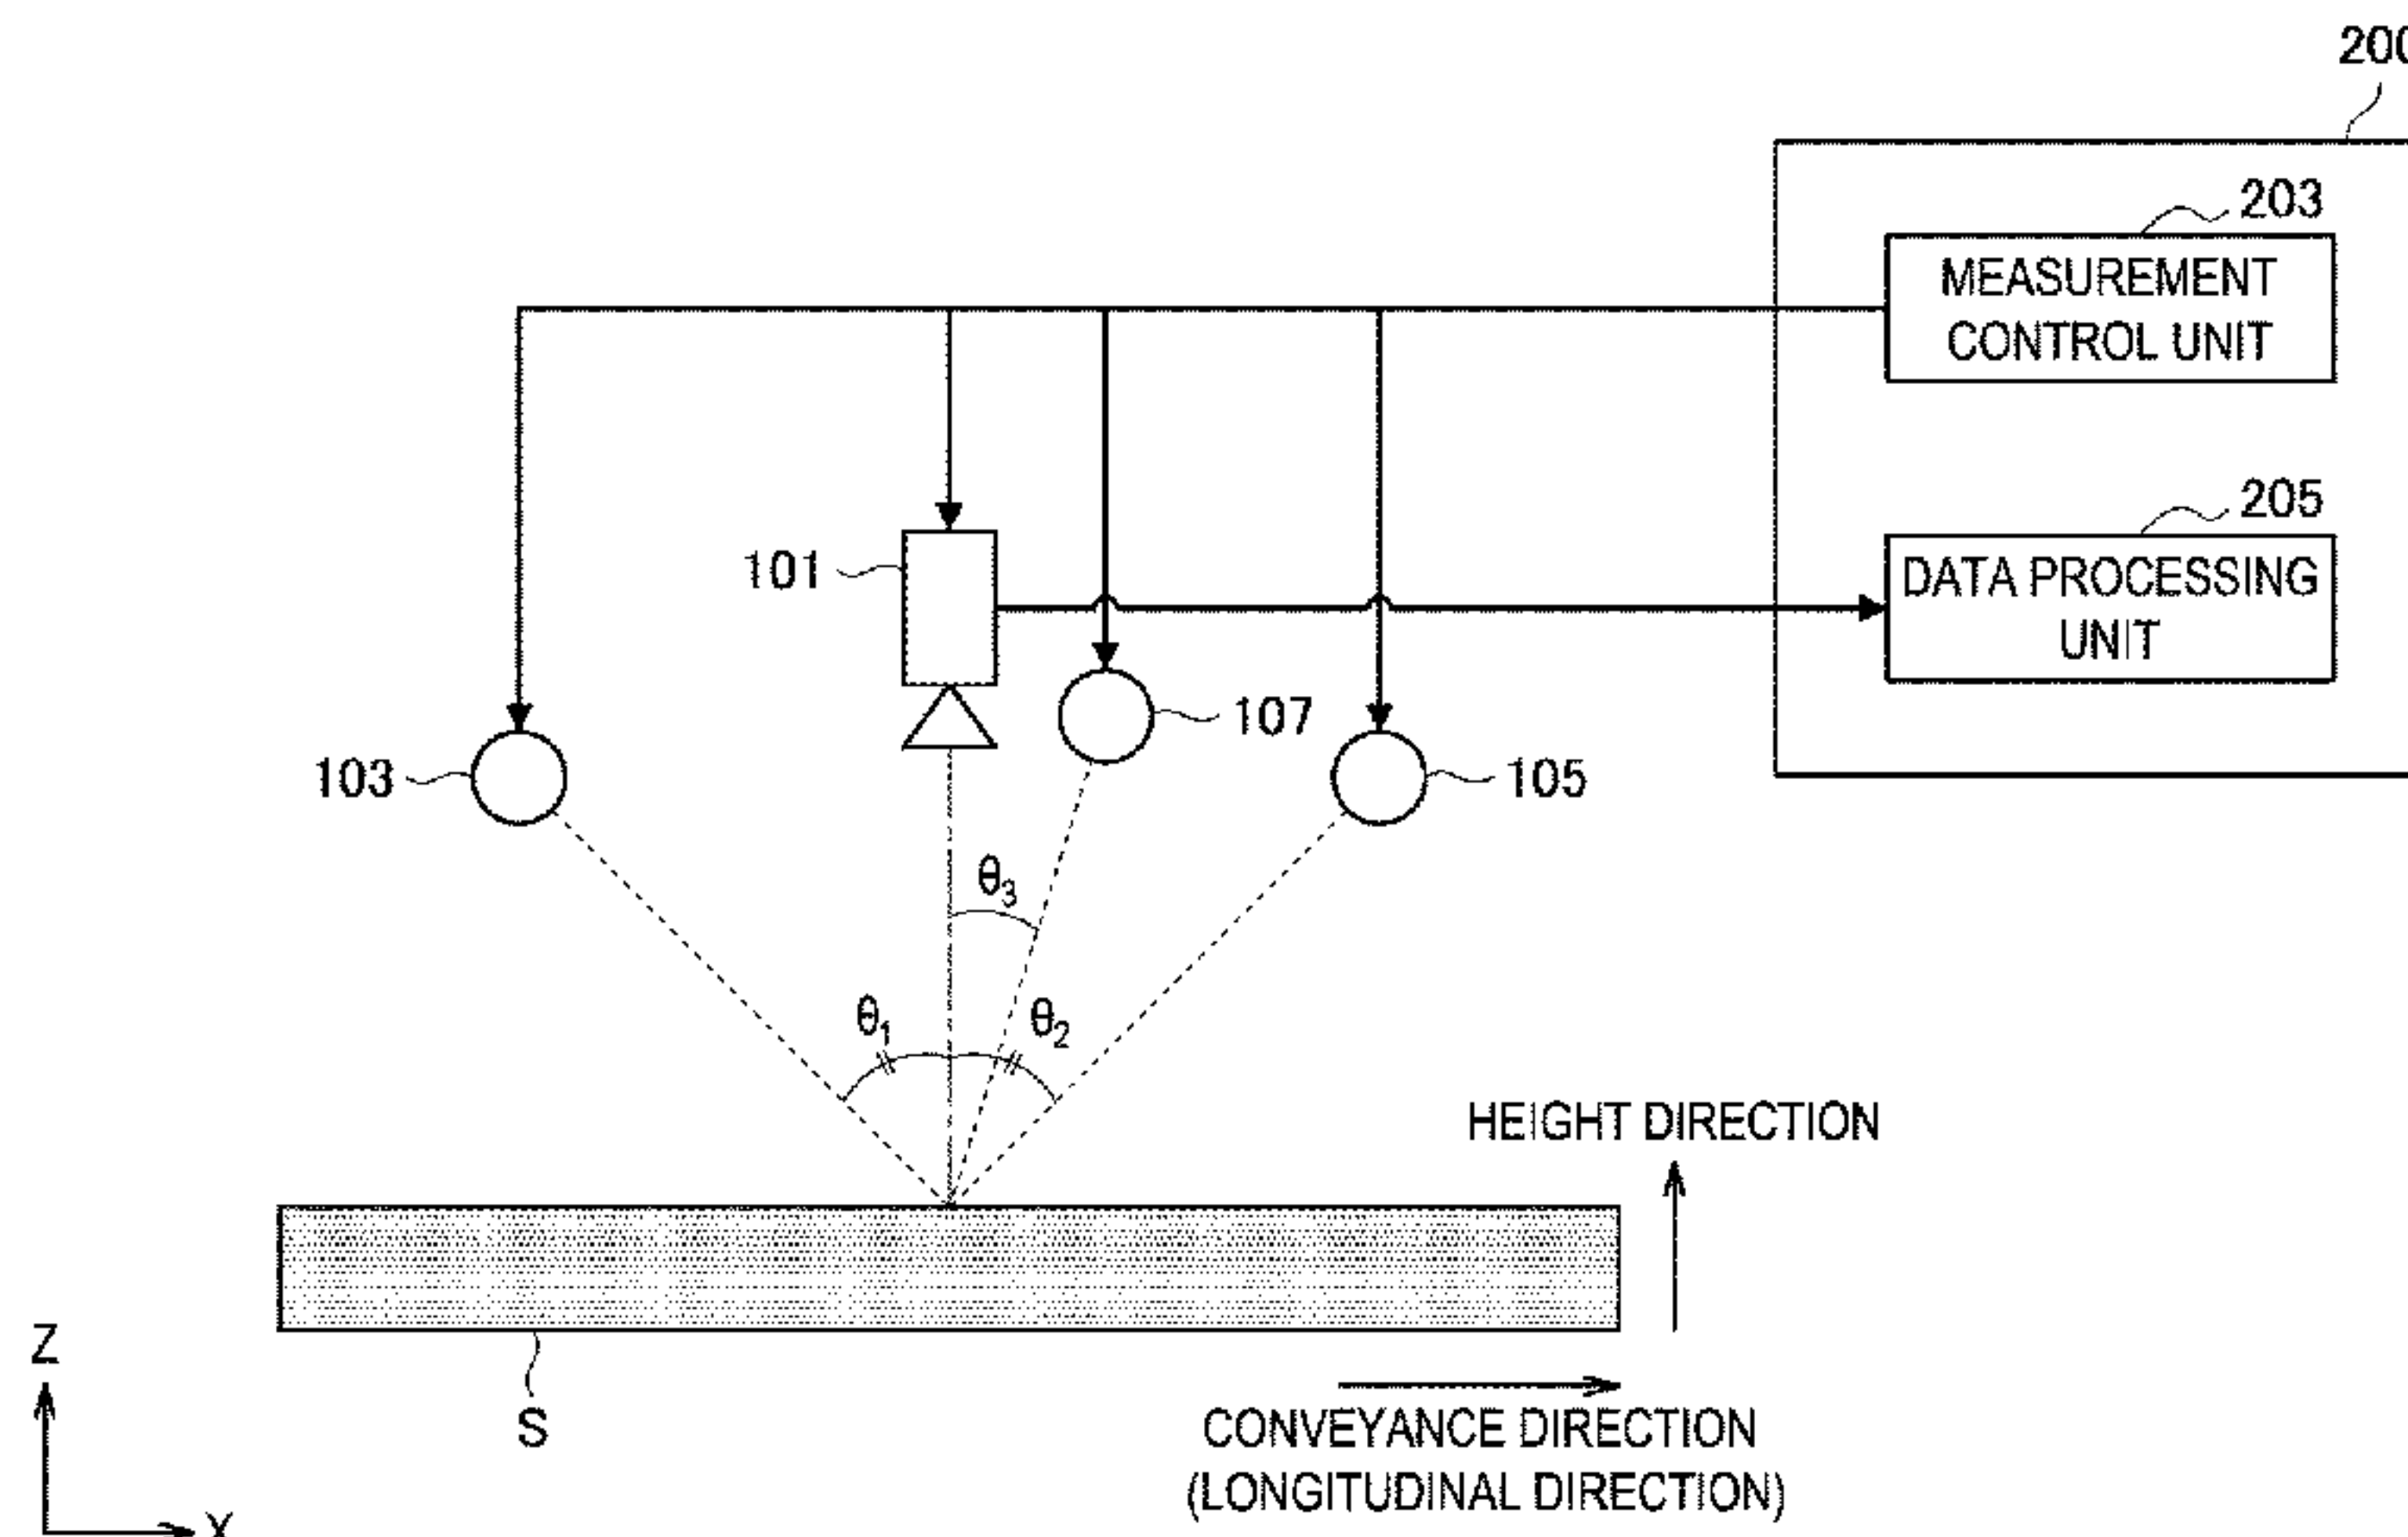 200
203
MEASUREMENT
CONTROL UNIT
205
DATA PROCESSING
UNIT
101
107
103
105
θ3
θ1
θ2
HEIGHT DIRECTION
Z
S
CONVEYANCE DIRECTION
(LONGITUDINAL DIRECTION)
X